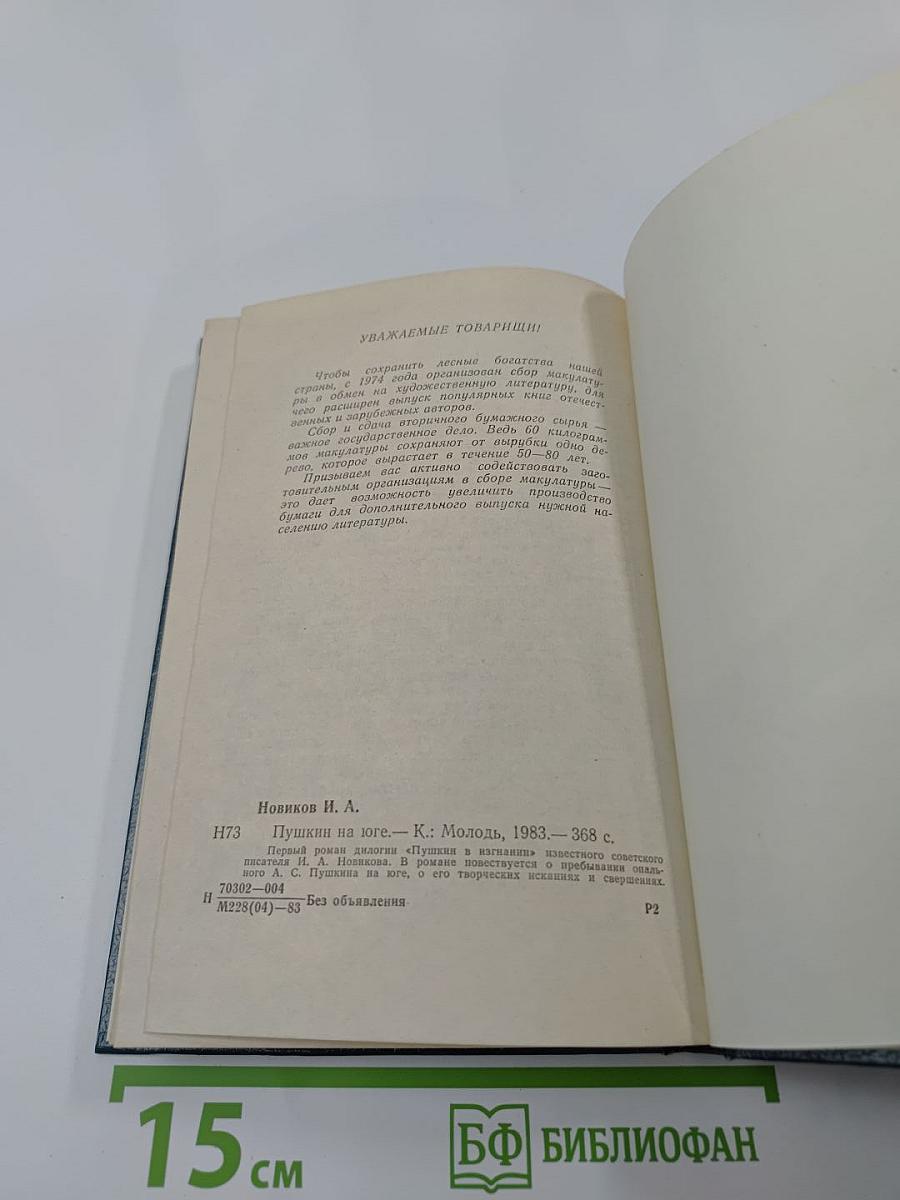 УВАЖАЕМЫЕ ТОВАРИЩИ!
Чтобы сохранить лесные богатства нашей
страны, с 1974 года организован сбор макулату-
ры в обмен на художественную литературу, для
чего расширен выпуск популярных книг отечест-
венных и зарубежных авторов.
Сбор и сдача вторичного бумажного сырья —
важное государственное дело. Ведь 60 килограм-
мов макулатуры сохраняют от вырубки одно де-
рево, которое вырастает в течение 50—80 лет.
Призываем вас активно содействовать заго-
товительным организациям в сборе макулатуры —
это дает возможность увеличить производство
бумаги для дополнительного выпуска нужной на-
селению литературы.
Новиков И. А.
Н73 Пушкин на юге.— К.: Молодь, 1983.— 368 с.
Первый роман дилогии «Пушкин в изгнании» известного советского
писателя И. А. Новикова. В романе повествуется о пребывании опаль-
ного А. С. Пушкина на юге, о его творческих исканиях и свершениях.
70302—004
Н М228(04)—83 Без объявления
Р2
15 см
БФ БИБЛИОФАН